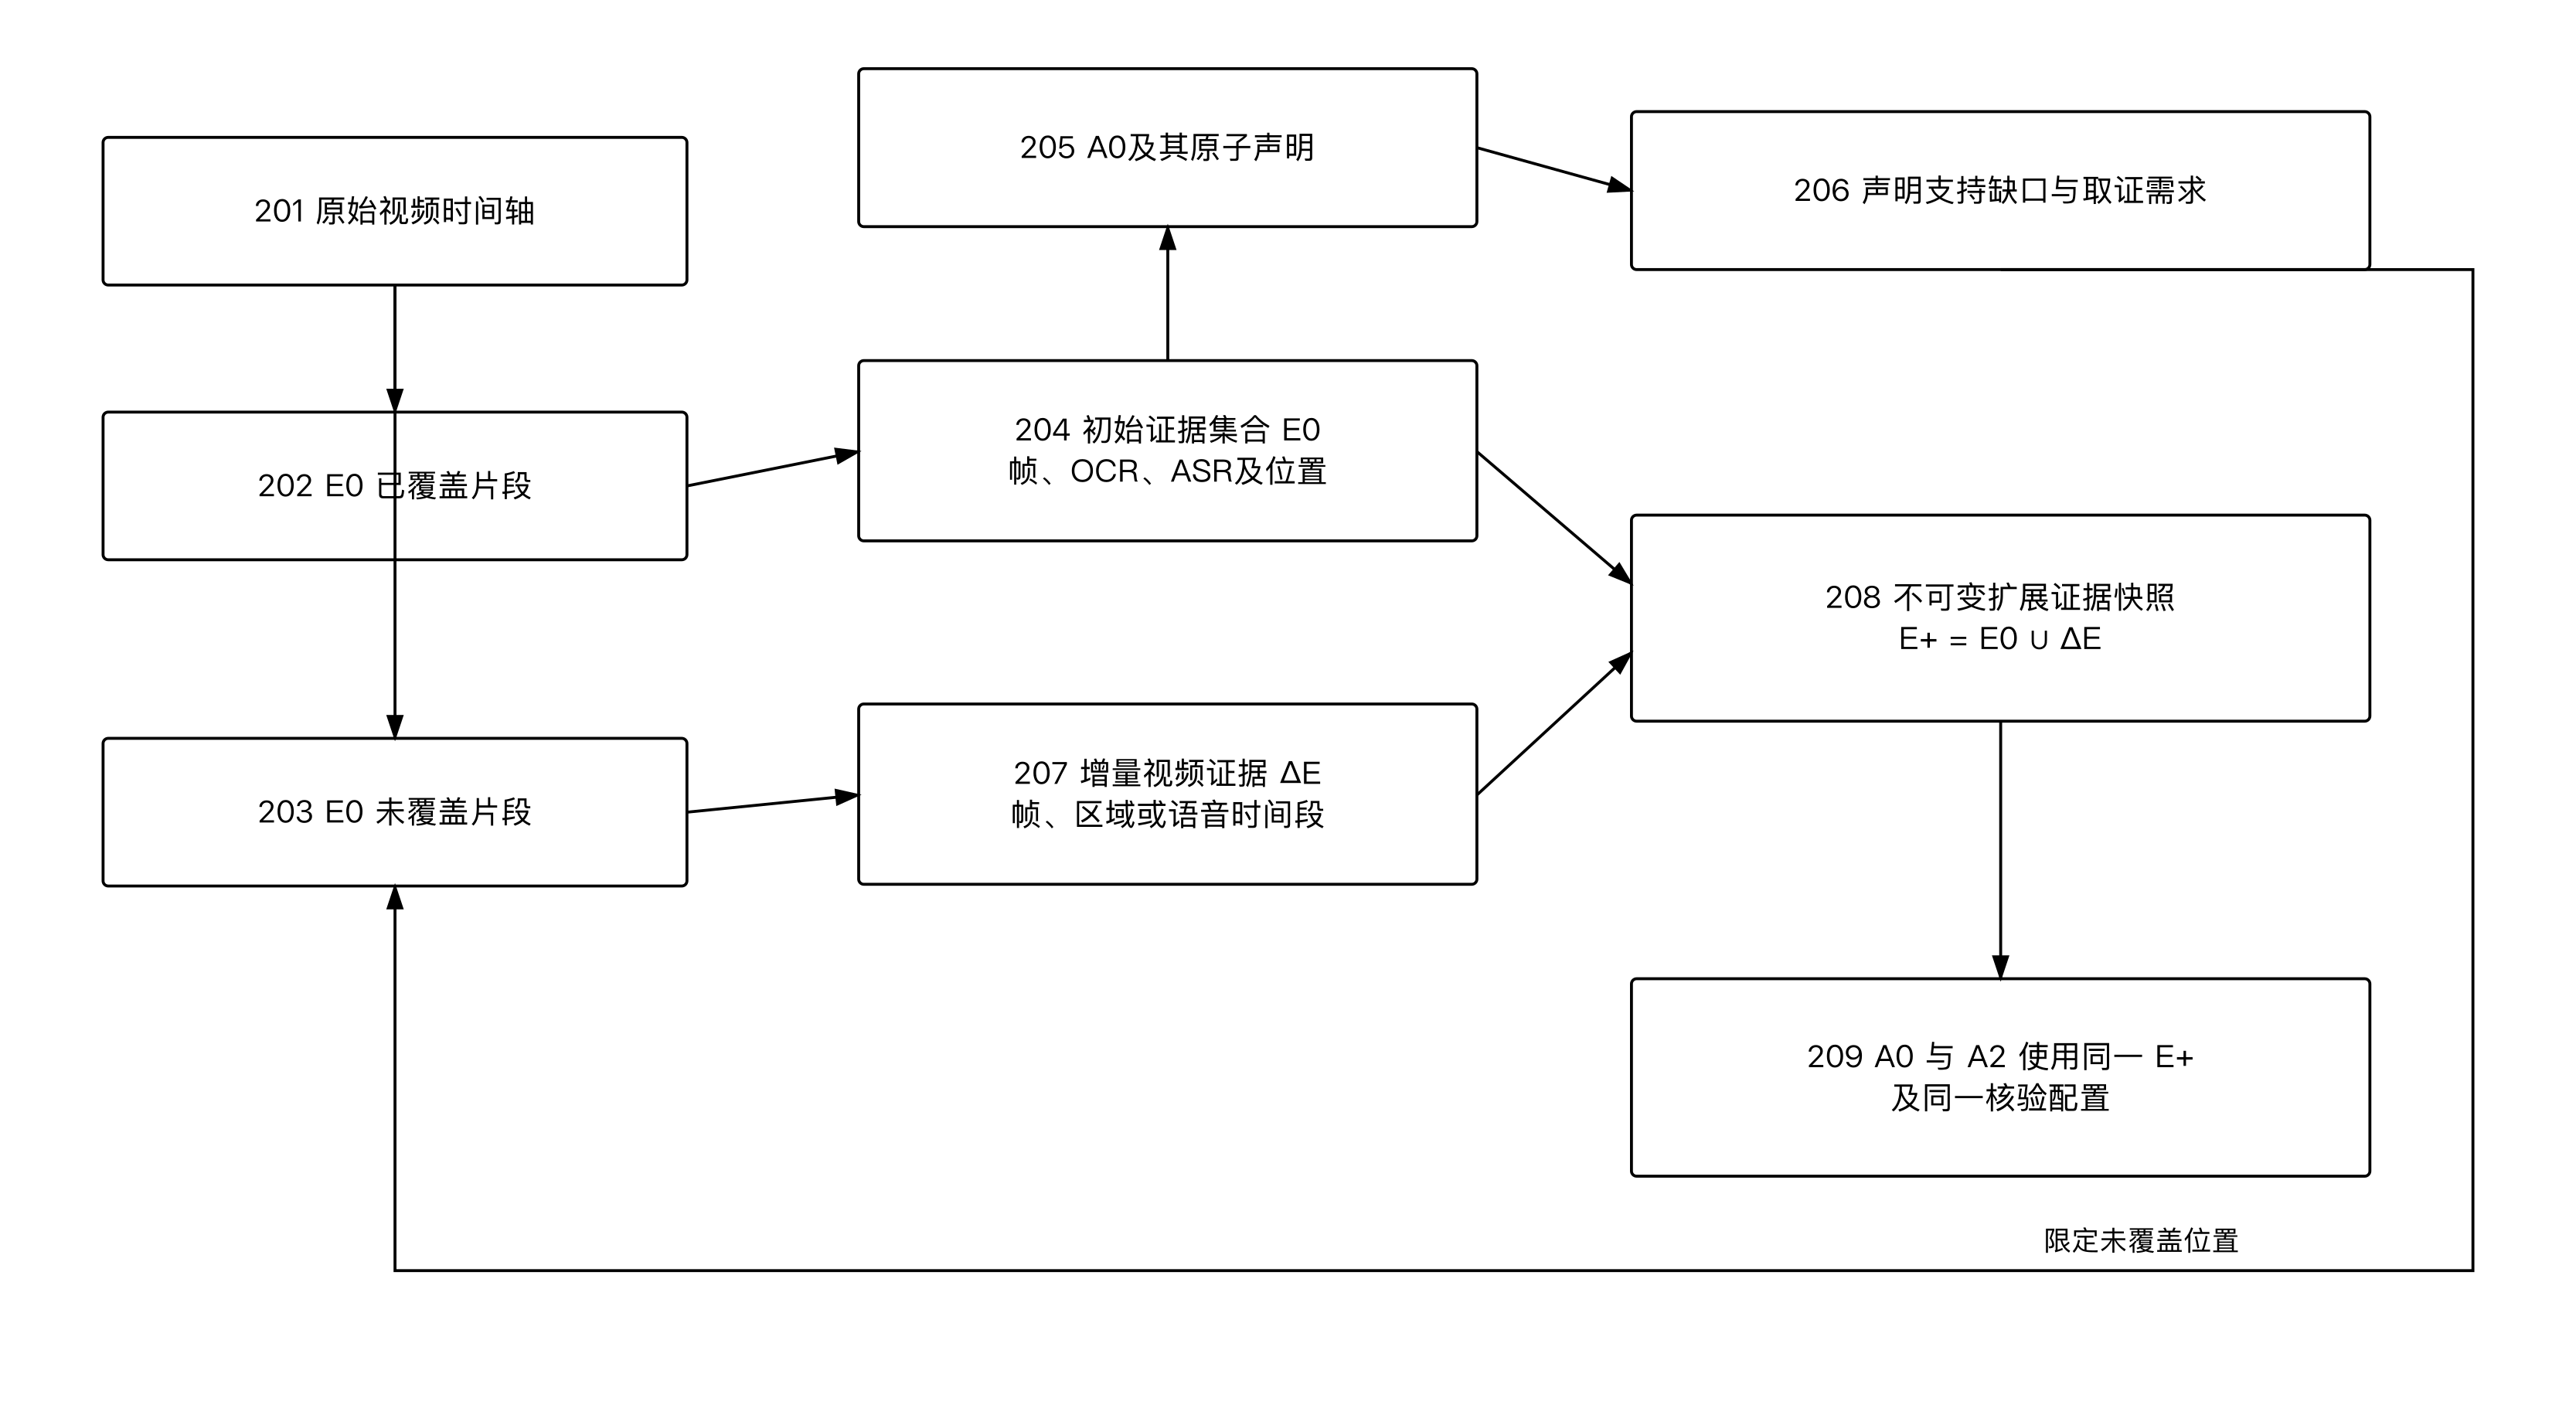 201 原始视频时间轴
202 E0 已覆盖片段
203 E0 未覆盖片段
204 初始证据集合 E0
帧、OCR、ASR及位置
205 A0及其原子声明
206 声明支持缺口与取证需求
207 增量视频证据 ΔE
帧、区域或语音时间段
208 不可变扩展证据快照
E+ = E0 ∪ ΔE
209 A0 与 A2 使用同一 E+
及同一核验配置
限定未覆盖位置